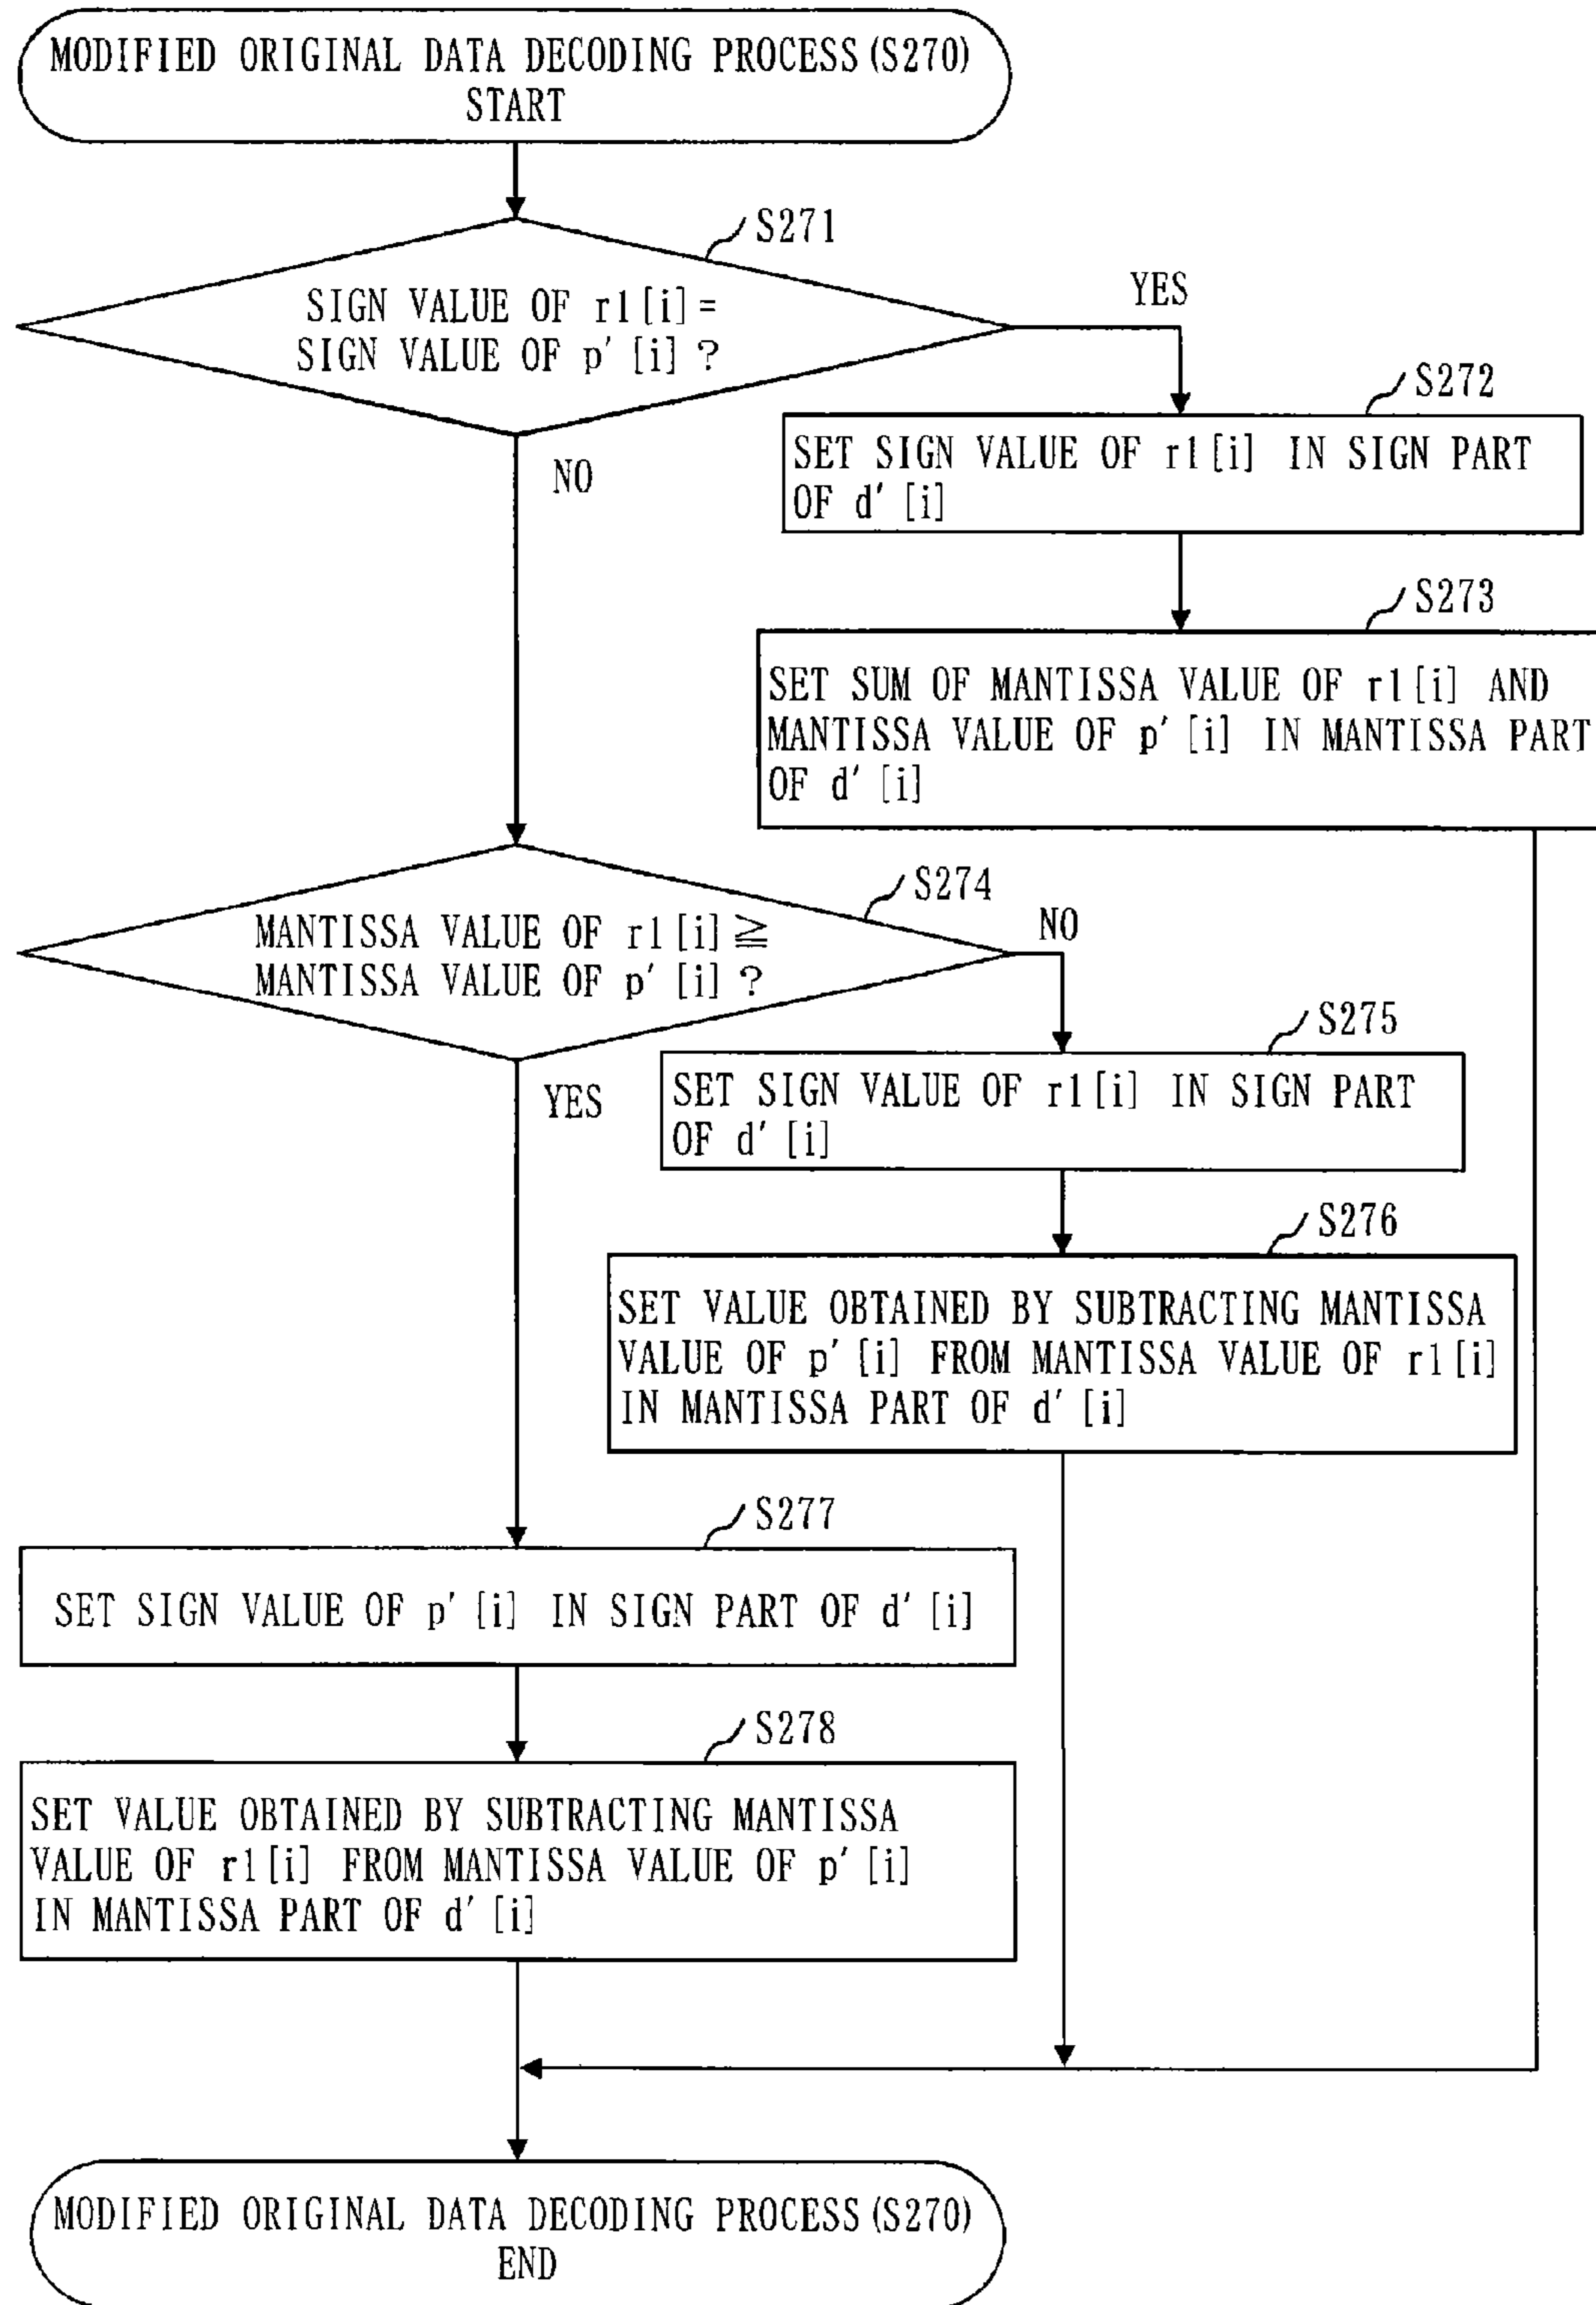 MODIFIED ORIGINAL DATA DECODING PROCESS (S270)
START
S271
SIGN VALUE OF r1[i]=
SIGN VALUE OF p'[i]?
YES
NO
S272
SET SIGN VALUE OF r1[i] IN SIGN PART
OF d'[i]
S273
SET SUM OF MANTISSA VALUE OF r1[i] AND
MANTISSA VALUE OF p'[i] IN MANTISSA PART
OF d'[i]
S274
MANTISSA VALUE OF r1[i]≧
MANTISSA VALUE OF p'[i]?
NO
YES
S275
SET SIGN VALUE OF r1[i] IN SIGN PART
OF d'[i]
S276
SET VALUE OBTAINED BY SUBTRACTING MANTISSA
VALUE OF p'[i] FROM MANTISSA VALUE OF r1[i]
IN MANTISSA PART OF d'[i]
S277
SET SIGN VALUE OF p'[i] IN SIGN PART OF d'[i]
S278
SET VALUE OBTAINED BY SUBTRACTING MANTISSA
VALUE OF r1[i] FROM MANTISSA VALUE OF p'[i]
IN MANTISSA PART OF d'[i]
MODIFIED ORIGINAL DATA DECODING PROCESS (S270)
END